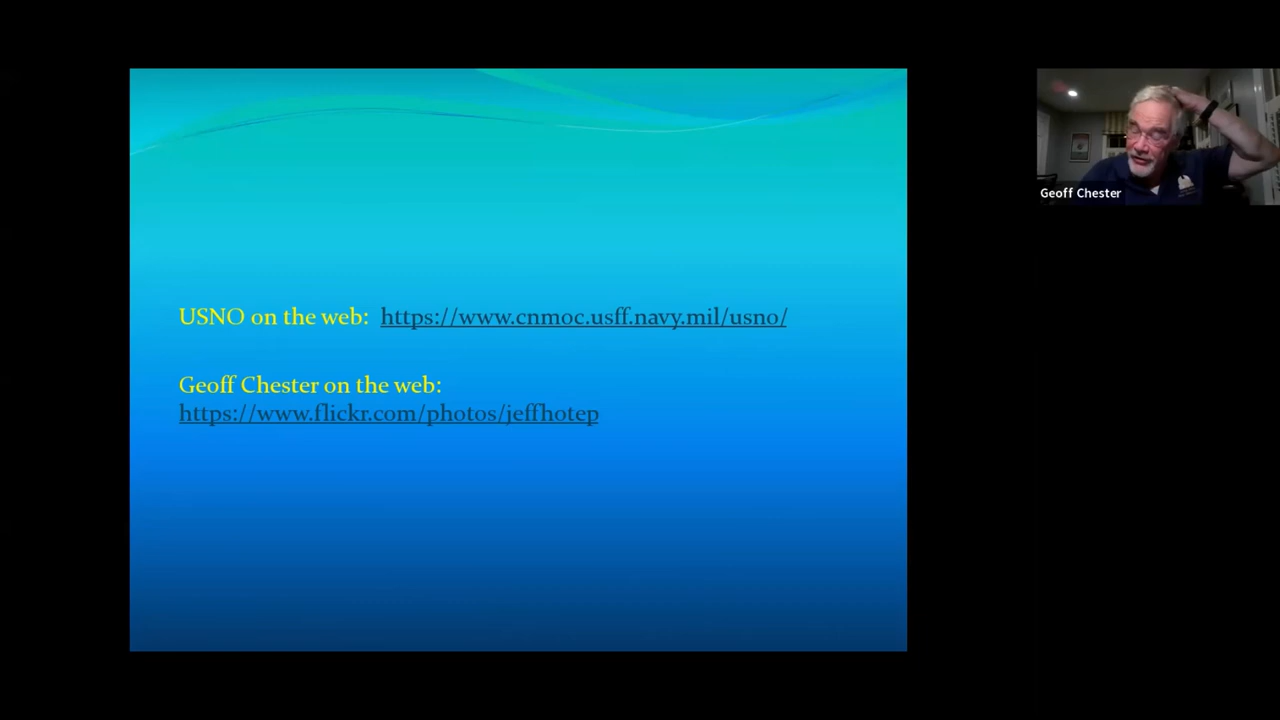 USNO on the web: https://www.cnmoc.usff.navy.mil/usno/
Geoff Chester on the web:
https://www.flickr.com/photos/jeffhotep
Geoff Chester